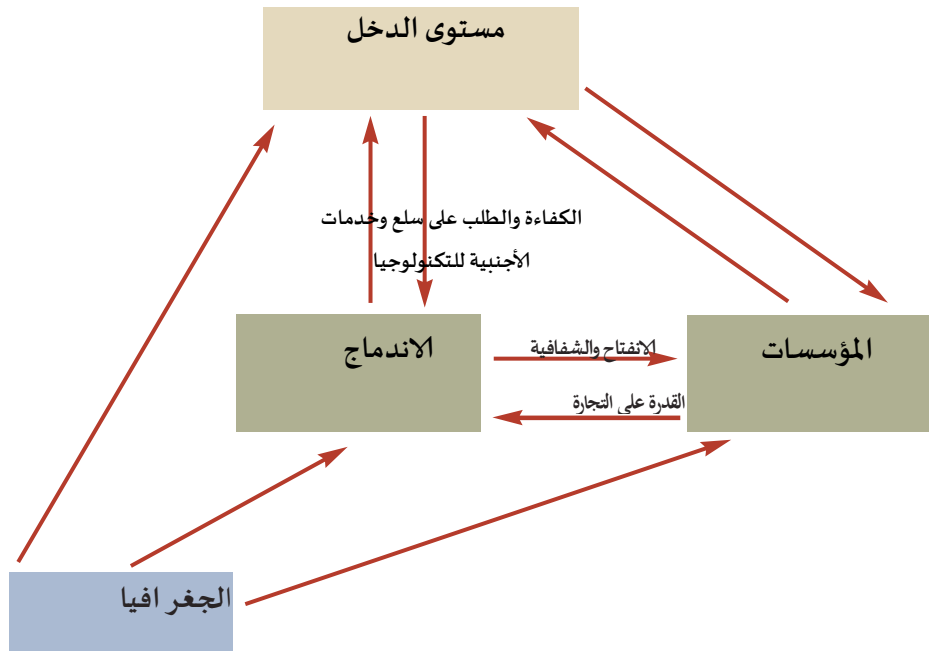 مستوى الدخل
الكفاءة والطلب على سلع وخدمات
الأجنبية للتكنولوجيا
المؤسسات
الانفتاح والشفافية
الاندماج
القدرة على التجارة
الجغر افيا